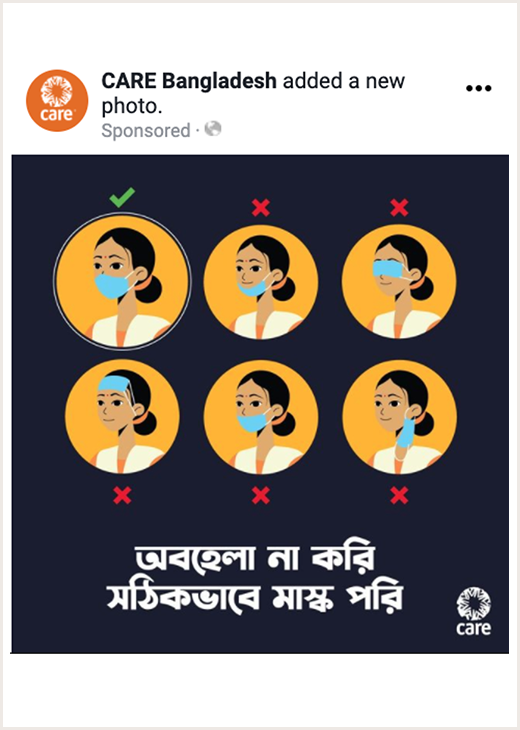 care
CARE Bangladesh added a new
photo.
Sponsored ·
অবহেলা না করি
সঠিকভাবে মাস্ক পরি
care